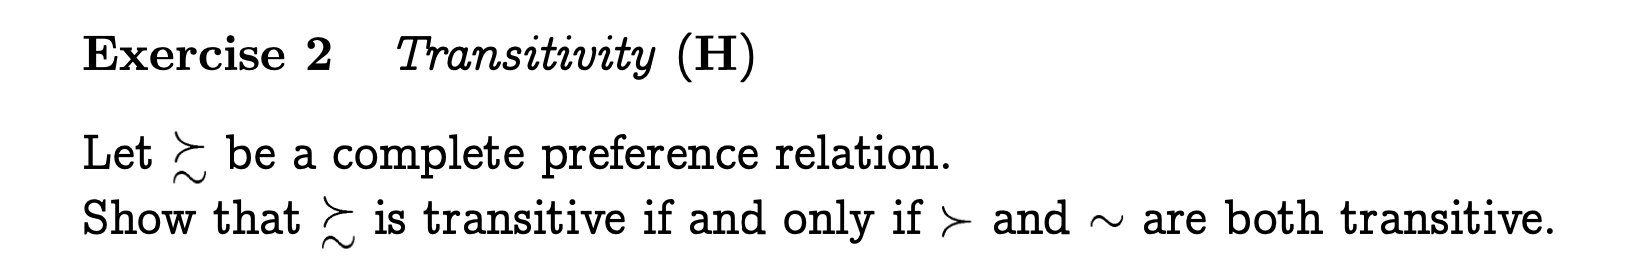 Exercise 2 Transitivity (H)
Let ≿ be a complete preference relation.
Show that ≿ is transitive if and only if ≻ and ∼ are both transitive.